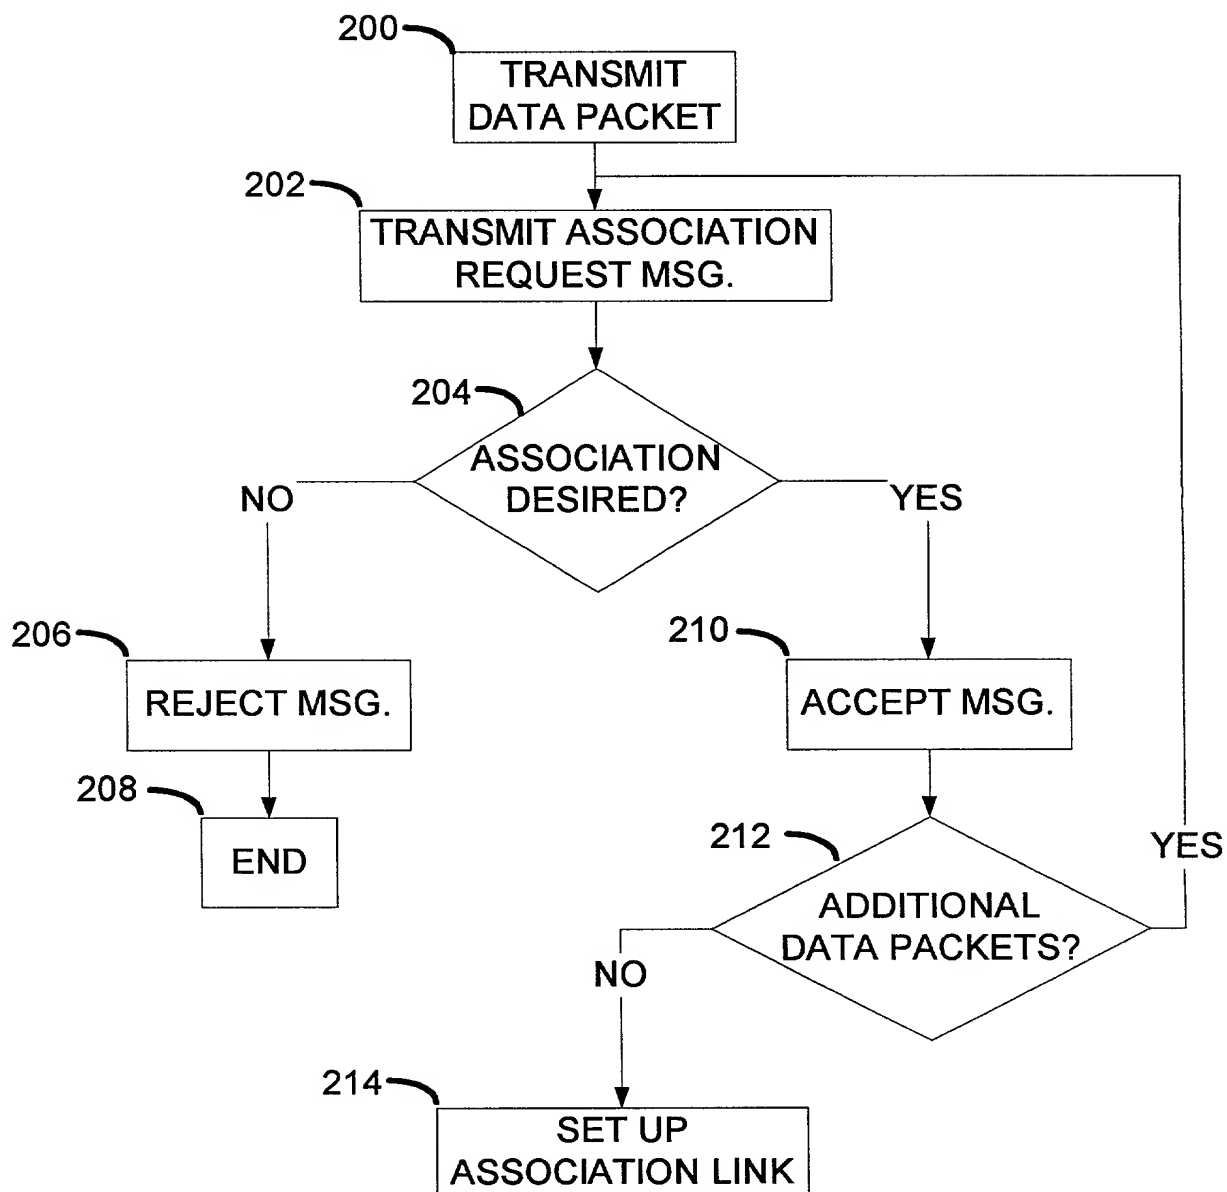 200
TRANSMIT
DATA PACKET
202
TRANSMIT ASSOCIATION
REQUEST MSG.
204
ASSOCIATION
DESIRED?
NO
YES
206
REJECT MSG.
210
ACCEPT MSG.
208
END
212
ADDITIONAL
DATA PACKETS?
YES
NO
214
SET UP
ASSOCIATION LINK